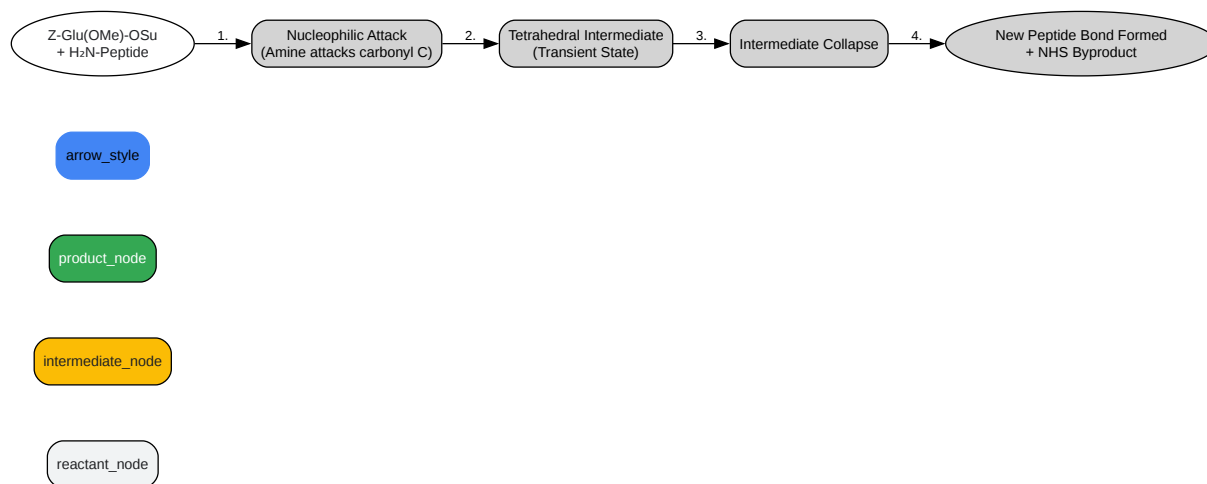 Z-Glu(OMe)-OSu
+ H₂N-Peptide
1.
Nucleophilic Attack
(Amine attacks carbonyl C)
2.
Tetrahedral Intermediate
(Transient State)
3.
Intermediate Collapse
4.
New Peptide Bond Formed
+ NHS Byproduct
arrow_style
product_node
intermediate_node
reactant_node